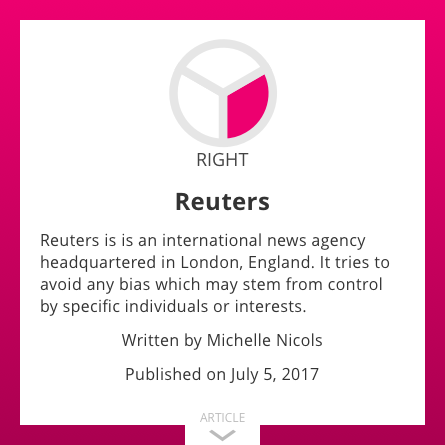 RIGHT
Reuters
Reuters is is an international news agency
headquartered in London, England. It tries to
avoid any bias which may stem from control
by specific individuals or interests.
Written by Michelle Nicols
Published on July 5, 2017
ARTICLE